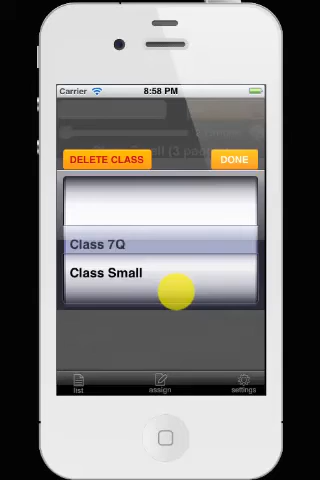 Carrier 8:58 PM
DELETE CLASS DONE
Class 7Q
Class Small
list assign settings